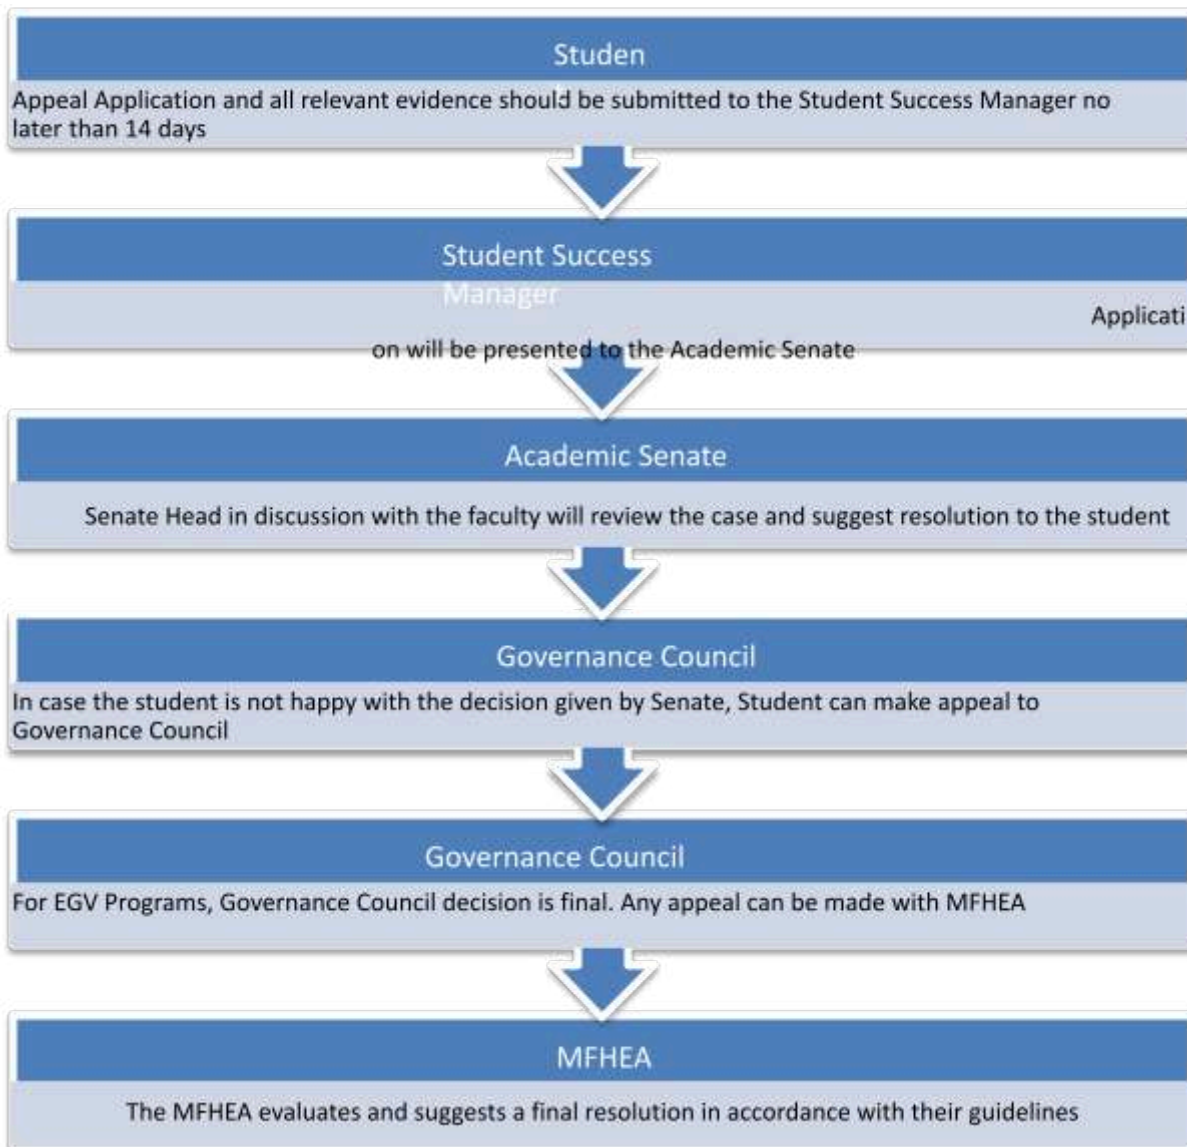 Studen
Appeal Application and all relevant evidence should be submitted to the Student Success Manager no
later than 14 days
Student Success
Manager
Applicati
on will be presented to the Academic Senate
Academic Senate
Senate Head in discussion with the faculty will review the case and suggest resolution to the student
Governance Council
In case the student is not happy with the decision given by Senate, Student can make appeal to
Governance Council
Governance Council
For EGV Programs, Governance Council decision is final. Any appeal can be made with MFHEA
MFHEA
The MFHEA evaluates and suggests a final resolution in accordance with their guidelines